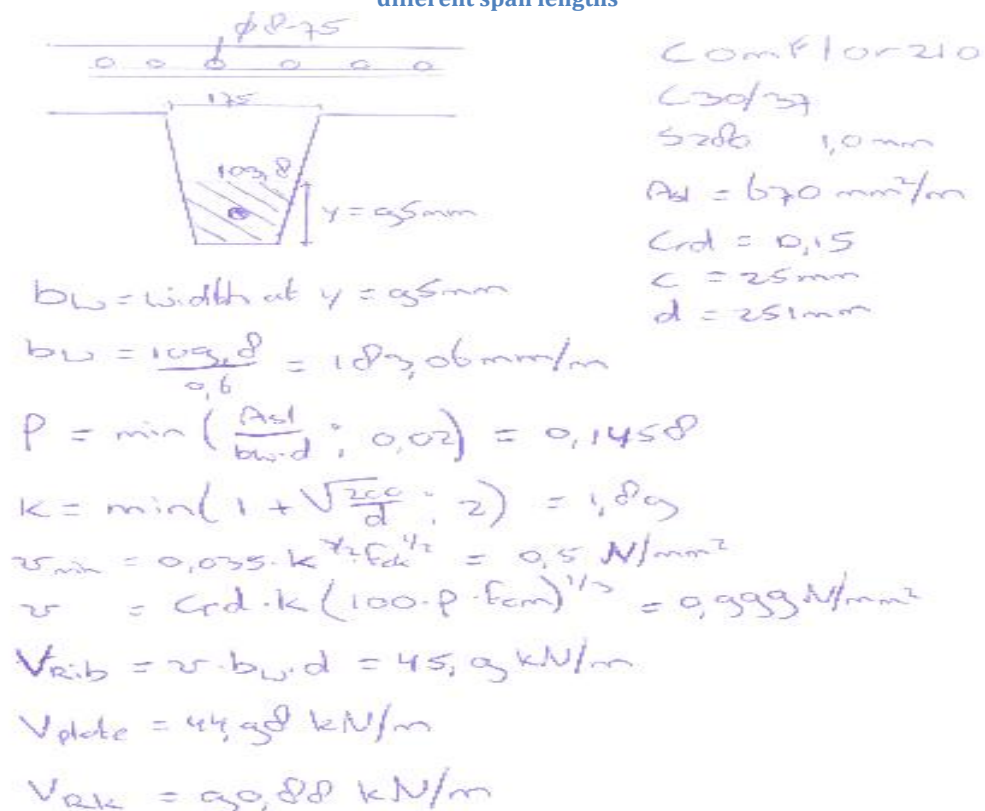 different span lengths
ϕ8-75
ComFlor210
175
C30/37
S280 1,0 mm
109,8
Asl = 670 mm²/m
y = 95mm
Crd = 0,15
c = 25mm
bw = width at y = 95mm
d = 251mm
bw = 109,8/0,6 = 183,06 mm/m
ρ = min(Asl/bw·d ; 0,02) = 0,1458
k = min(1 + √200/d ; 2) = 1,89
vmin = 0,035·k^3/2·fck^1/2 = 0,5 N/mm²
v = Crd·k(100·ρ·fcm)^1/3 = 0,999 N/mm²
VRib = v·bw·d = 45,9 kN/m
Vplate = 44,98 kN/m
VRk = 90,88 kN/m